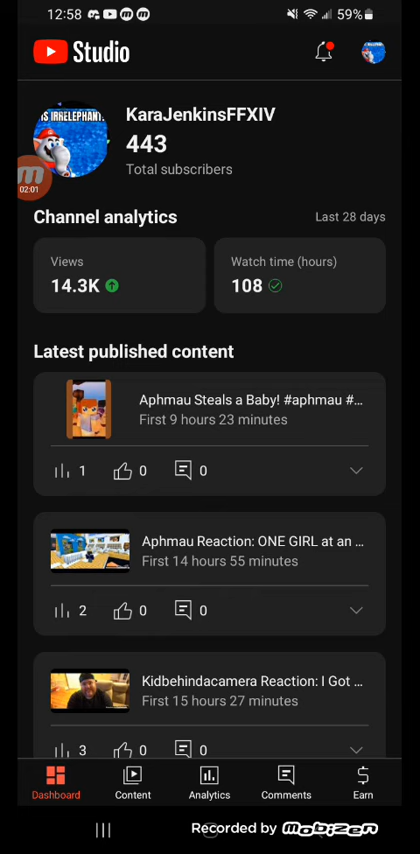 12:58
59%
Studio
IS IRRELEPHANT
KaraJenkinsFFXIV
443
Total subscribers
02:01
Channel analytics
Last 28 days
Views
Watch time (hours)
14.3K
108
Latest published content
Aphmau Steals a Baby! #aphmau #...
First 9 hours 23 minutes
1 0 0
Aphmau Reaction: ONE GIRL at an ...
First 14 hours 55 minutes
2 0 0
Kidbehindacamera Reaction: I Got ...
First 15 hours 27 minutes
3 0 0
Dashboard Content Analytics Comments Earn
Recorded by mobizen